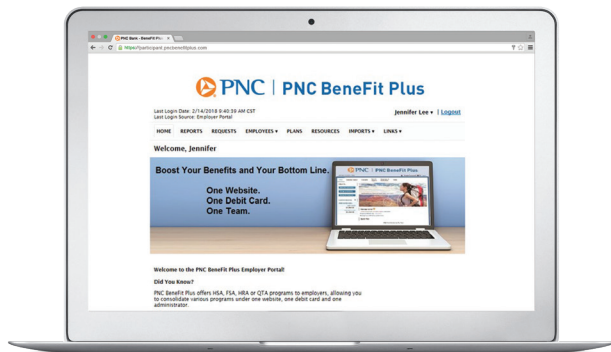 PNC Bank - BeneFit Plus
https://participant.pncbenefitplus.com
PNC | PNC BeneFit Plus
Last Login Date: 2/14/2018 8:40:39 AM CST
Last Login Source: Employer Portal
Jennifer Lee ▾ | Logout
HOME REPORTS REQUESTS EMPLOYEES ▾ PLANS RESOURCES IMPORTS ▾ LINKS ▾
Welcome, Jennifer
Boost Your Benefits and Your Bottom Line.
One Website.
One Debit Card.
One Team.
PNC | PNC BeneFit Plus
Welcome to the PNC BeneFit Plus Employer Portal!
Did You Know?
PNC BeneFit Plus offers HSA, FSA, HRA or QTA programs to employers, allowing you
to consolidate various programs under one website, one debit card and one
administrator.